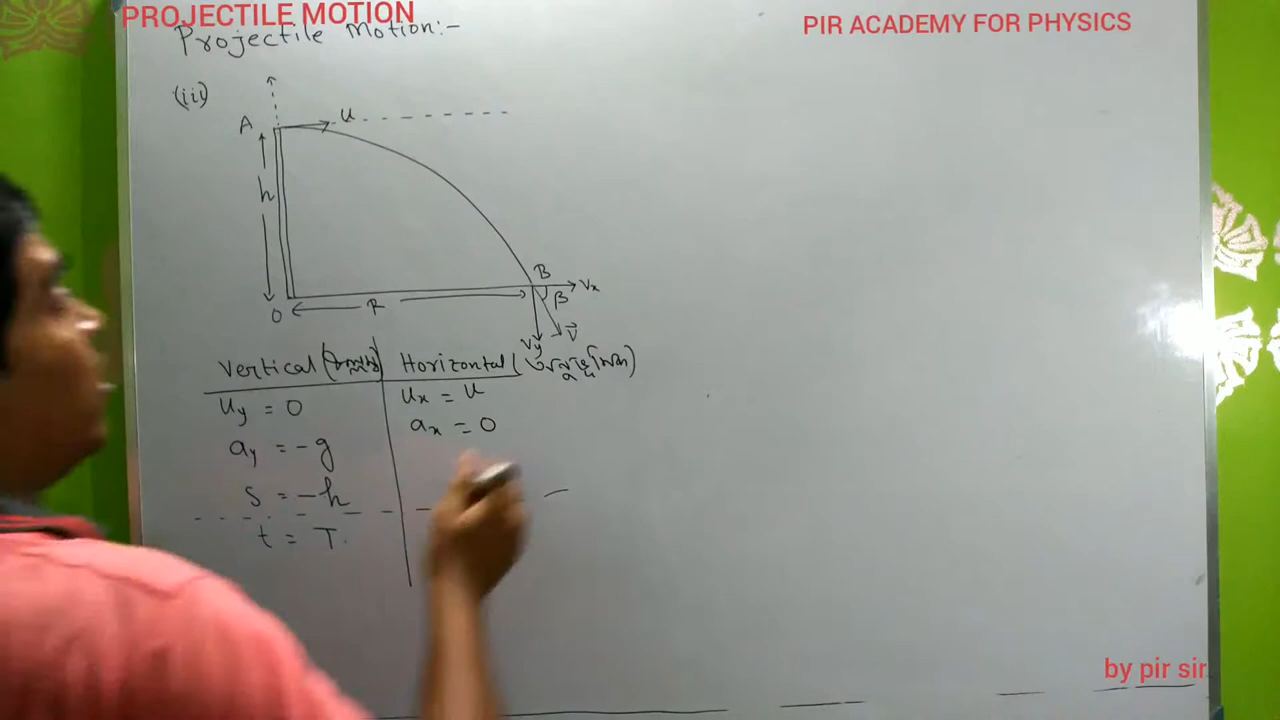 PROJECTILE MOTION
PIR ACADEMY FOR PHYSICS
Projectile Motion:-
(iii)
A
u
h
B
Vx
β
O
R
Vy
V⃗
Vertical
Horizontal
uy = 0
ux = u
ay = -g
ax = 0
s = -h
t = T
by pir sir